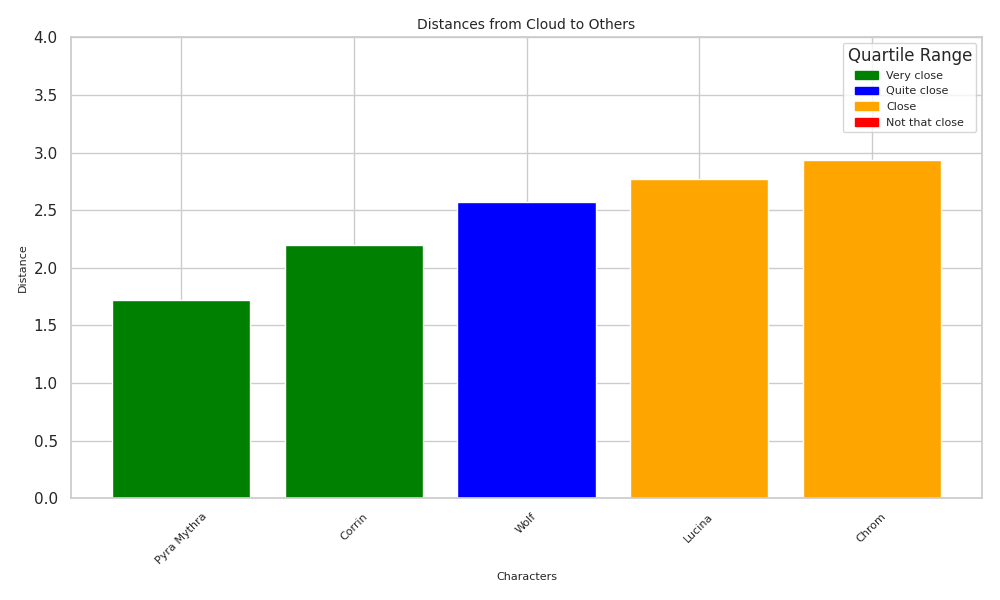 Distances from Cloud to Others
4.0
3.5
3.0
2.5
2.0
1.5
1.0
0.5
0.0
Distance
Quartile Range
Very close
Quite close
Close
Not that close
Pyra Mythra
Corrin
Wolf
Lucina
Chrom
Characters